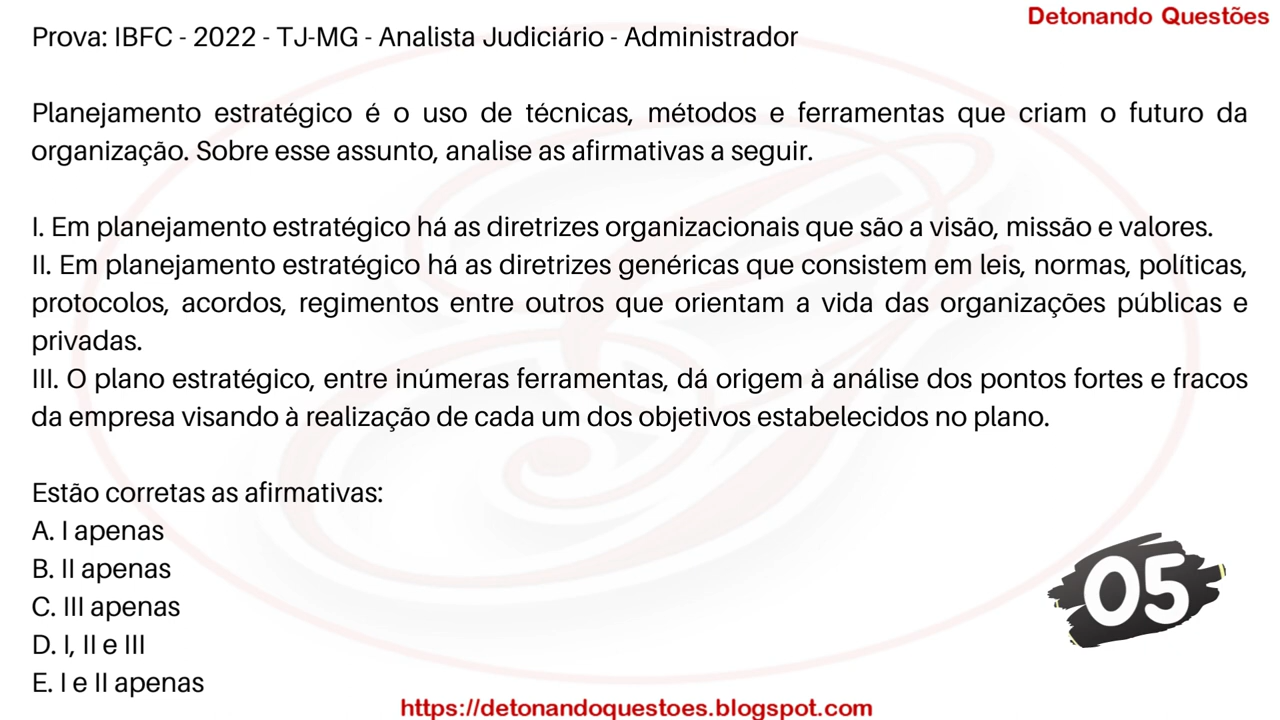 Detonando Questões
Prova: IBFC - 2022 - TJ-MG - Analista Judiciário - Administrador
Planejamento estratégico é o uso de técnicas, métodos e ferramentas que criam o futuro da
organização. Sobre esse assunto, analise as afirmativas a seguir.
I. Em planejamento estratégico há as diretrizes organizacionais que são a visão, missão e valores.
II. Em planejamento estratégico há as diretrizes genéricas que consistem em leis, normas, políticas,
protocolos, acordos, regimentos entre outros que orientam a vida das organizações públicas e
privadas.
III. O plano estratégico, entre inúmeras ferramentas, dá origem à análise dos pontos fortes e fracos
da empresa visando à realização de cada um dos objetivos estabelecidos no plano.
Estão corretas as afirmativas:
A. I apenas
B. II apenas
C. III apenas
D. I, II e III
E. I e II apenas
05
https://detonandoquestoes.blogspot.com